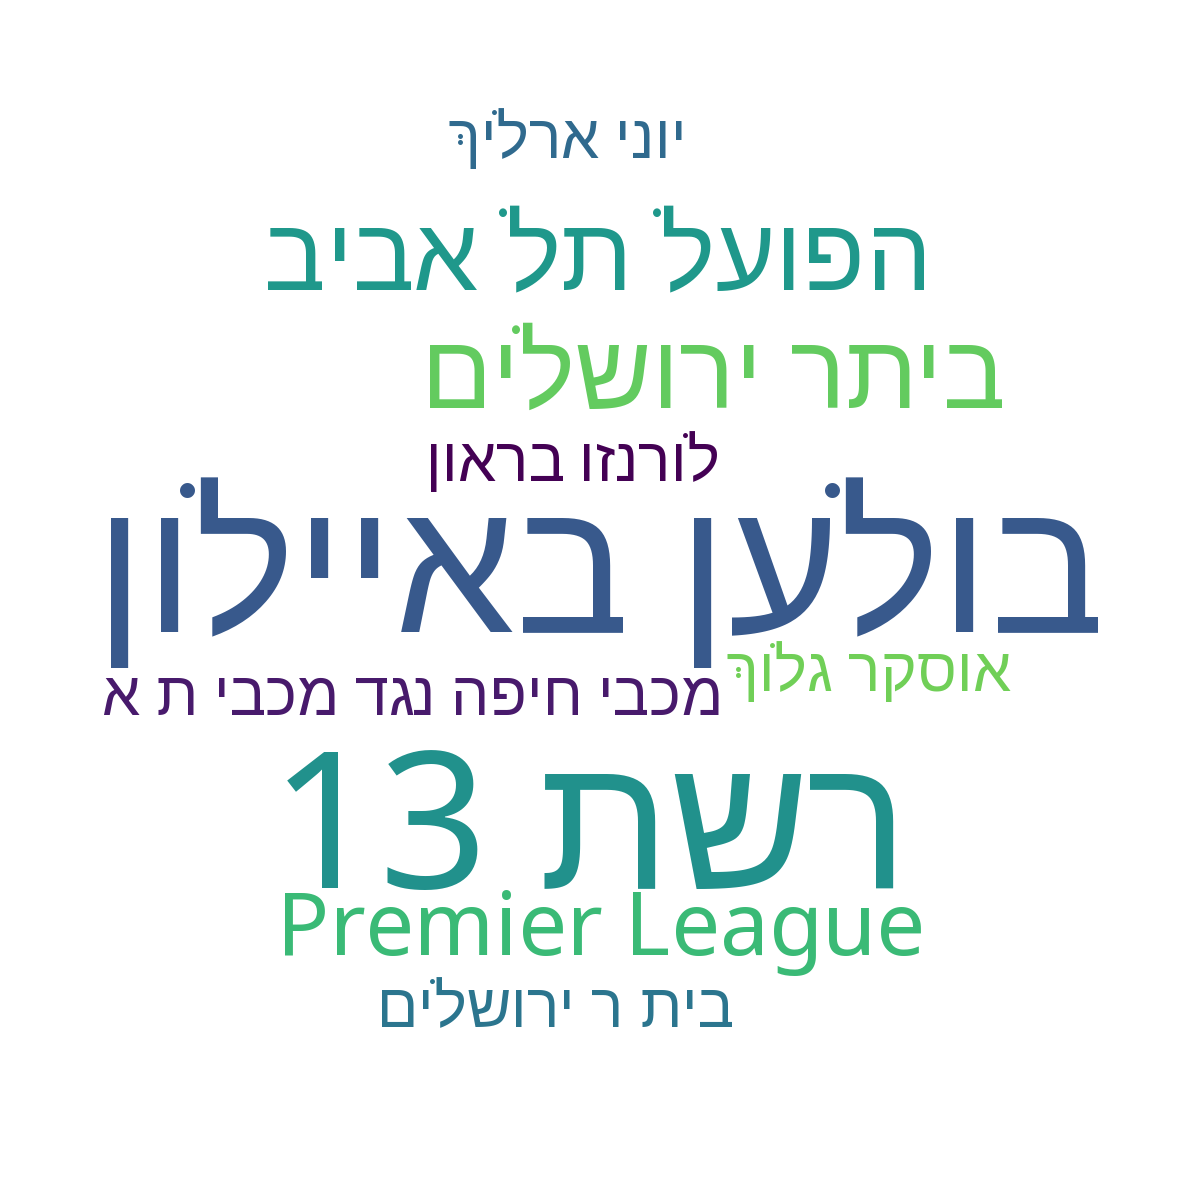 יוני ארליך
הפועל תל אביב
ביתר ירושלים
לורנזו בראון
בולען באיילון
אוסקר גלוך
מכבי חיפה נגד מכבי ת א
רשת 13
Premier League
בית ר ירושלים